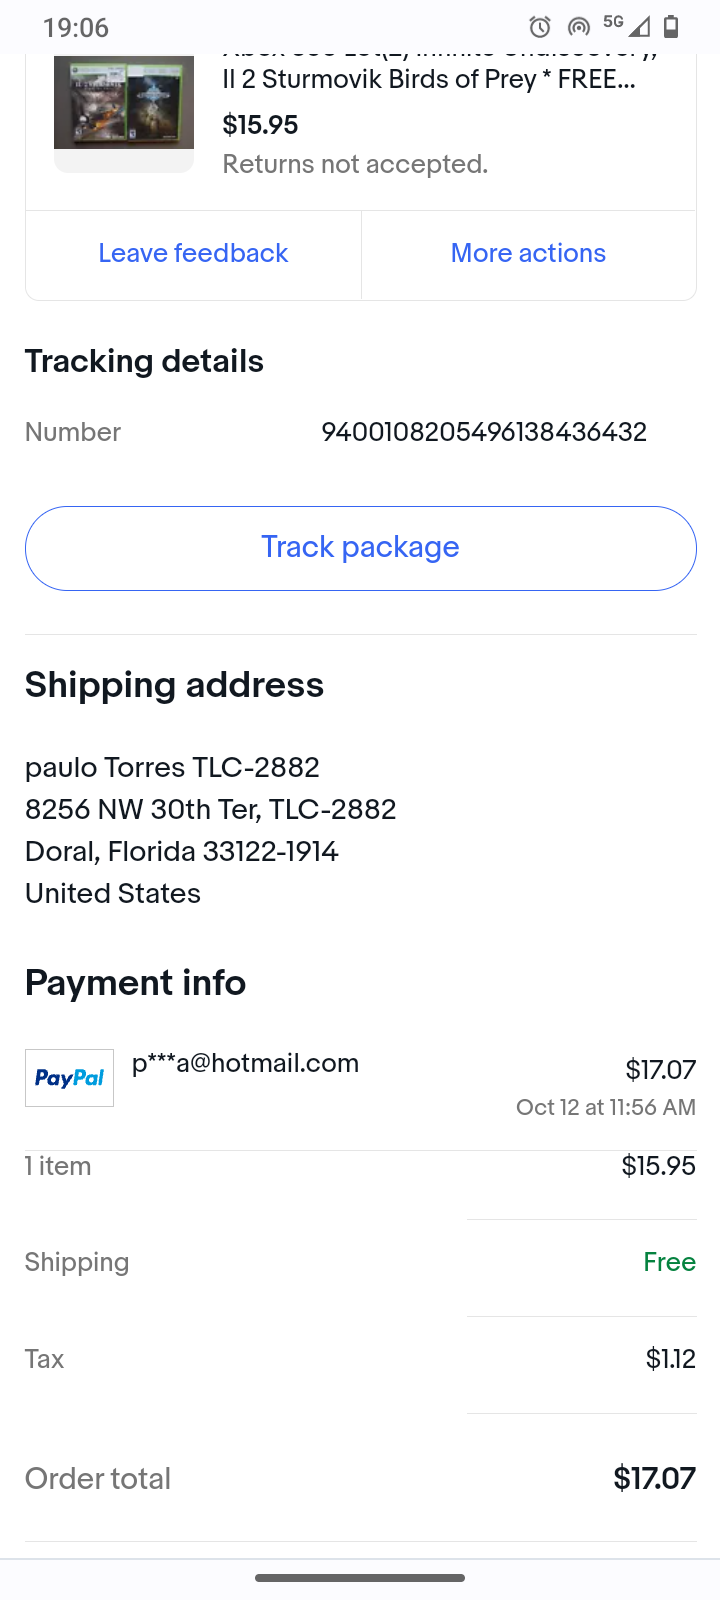 19:06
5G
Il 2 Sturmovik Birds of Prey * FREE...
$15.95
Returns not accepted.
Leave feedback
More actions
Tracking details
Number
9400108205496138436432
Track package
Shipping address
paulo Torres TLC-2882
8256 NW 30th Ter, TLC-2882
Doral, Florida 33122-1914
United States
Payment info
PayPal
p***a@hotmail.com
$17.07
Oct 12 at 11:56 AM
1 item
$15.95
Shipping
Free
Tax
$1.12
Order total
$17.07